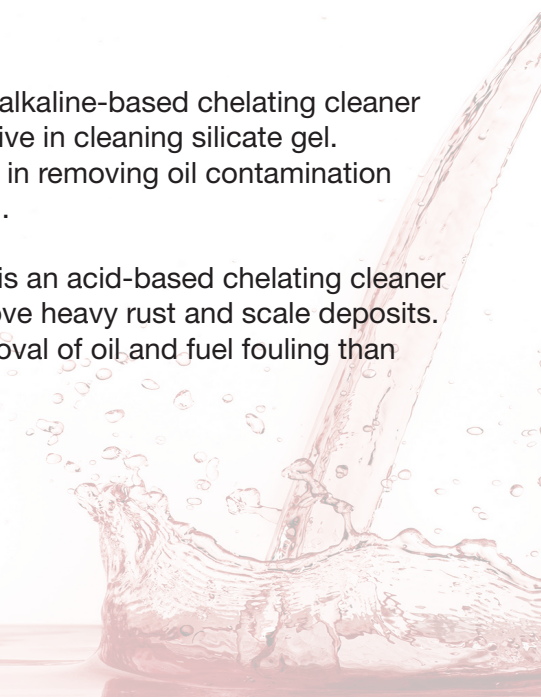 alkaline-based chelating cleaner
ive in cleaning silicate gel.
in removing oil contamination
.
is an acid-based chelating cleaner
ve heavy rust and scale deposits.
oval of oil and fuel fouling than